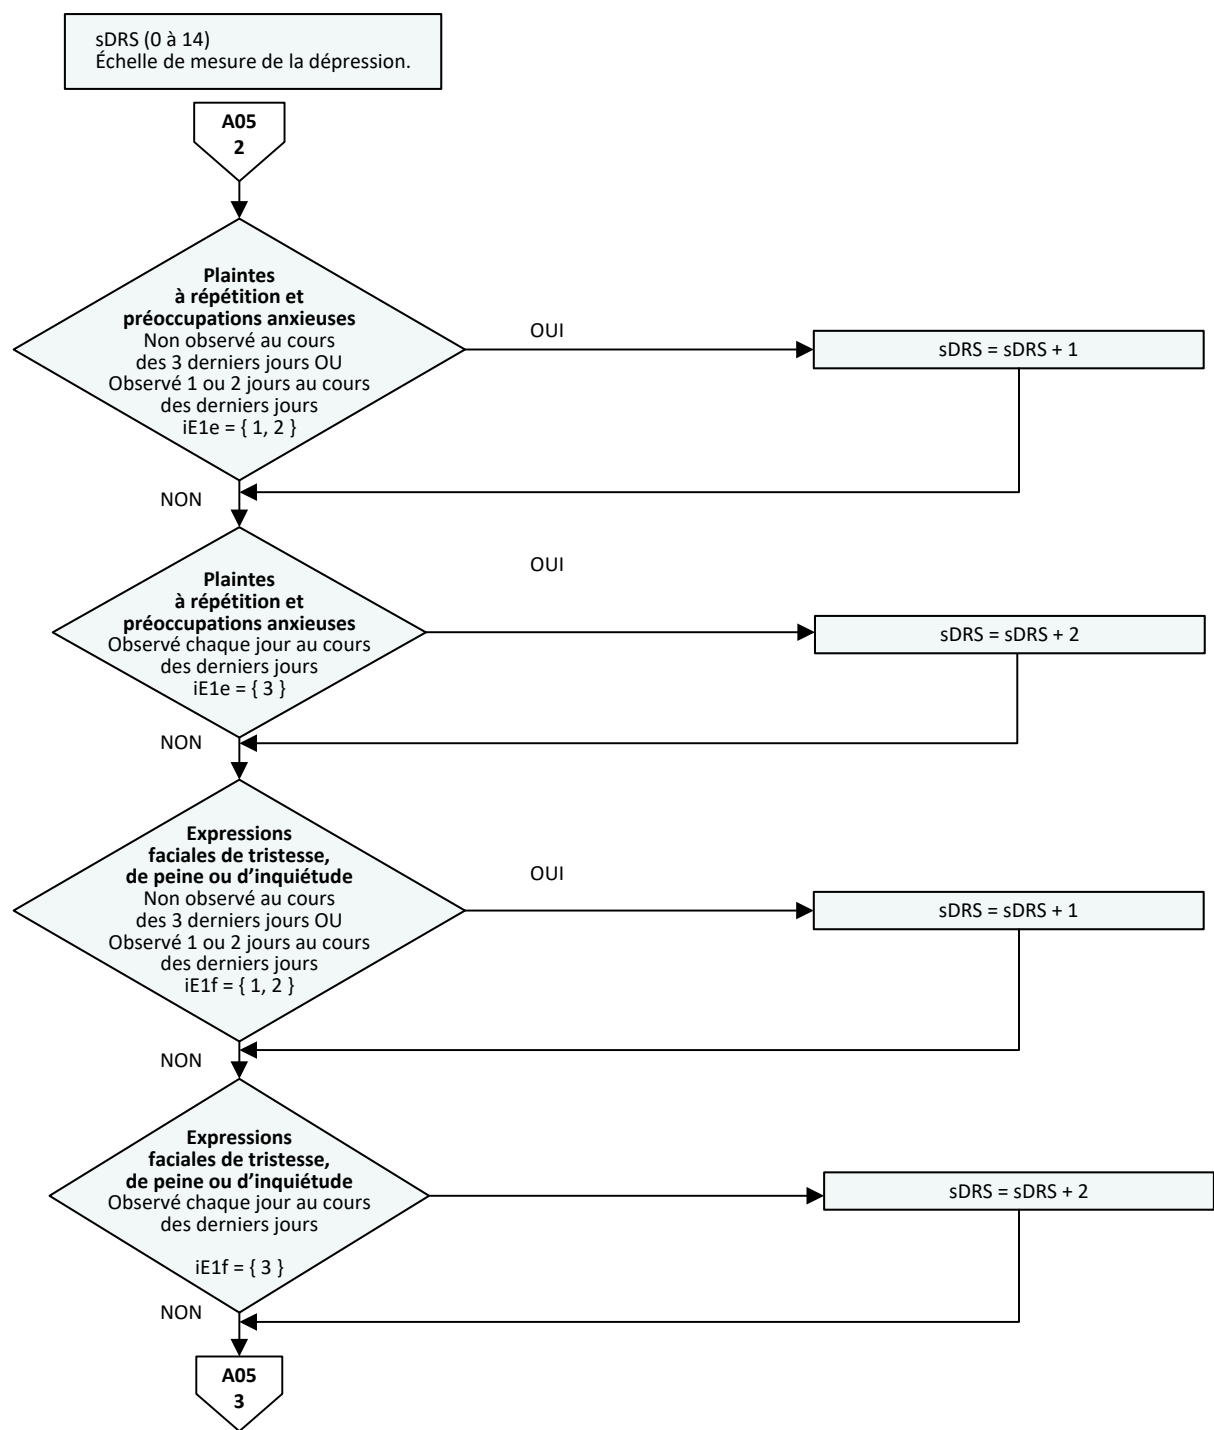 sDRS (0 à 14)
Échelle de mesure de la dépression.
A05
2
Plaintes
à répétition et
préoccupations anxieuses
Non observé au cours
des 3 derniers jours OU
Observé 1 ou 2 jours au cours
des derniers jours
iE1e = { 1, 2 }
OUI
sDRS = sDRS + 1
NON
Plaintes
à répétition et
préoccupations anxieuses
Observé chaque jour au cours
des derniers jours
iE1e = { 3 }
OUI
sDRS = sDRS + 2
NON
Expressions
faciales de tristesse,
de peine ou d’inquiétude
Non observé au cours
des 3 derniers jours OU
Observé 1 ou 2 jours au cours
des derniers jours
iE1f = { 1, 2 }
OUI
sDRS = sDRS + 1
NON
Expressions
faciales de tristesse,
de peine ou d’inquiétude
Observé chaque jour au cours
des derniers jours
iE1f = { 3 }
sDRS = sDRS + 2
NON
A05
3